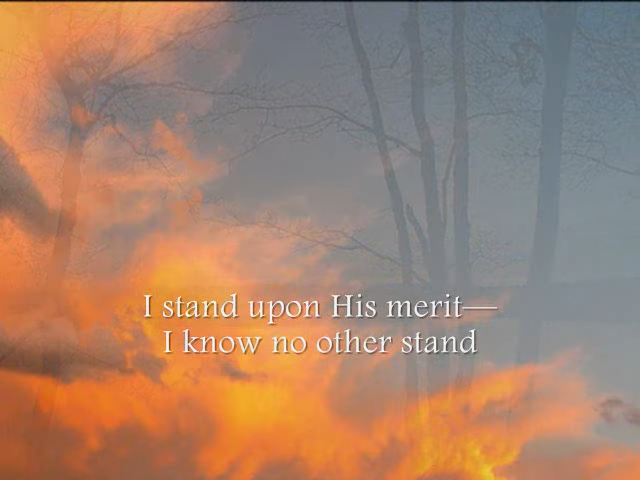 I stand upon His merit—
I know no other stand